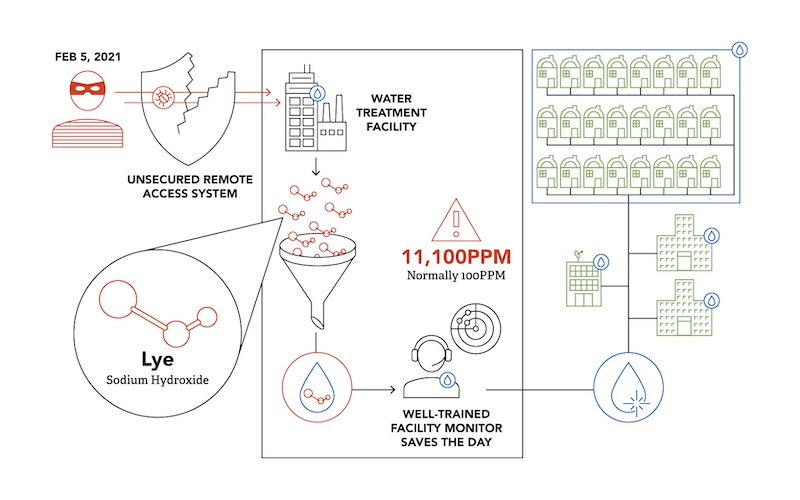 FEB 5, 2021
UNSECURED REMOTE
ACCESS SYSTEM
WATER
TREATMENT
FACILITY
11,100PPM
Normally 100PPM
Lye
Sodium Hydroxide
WELL-TRAINED
FACILITY MONITOR
SAVES THE DAY